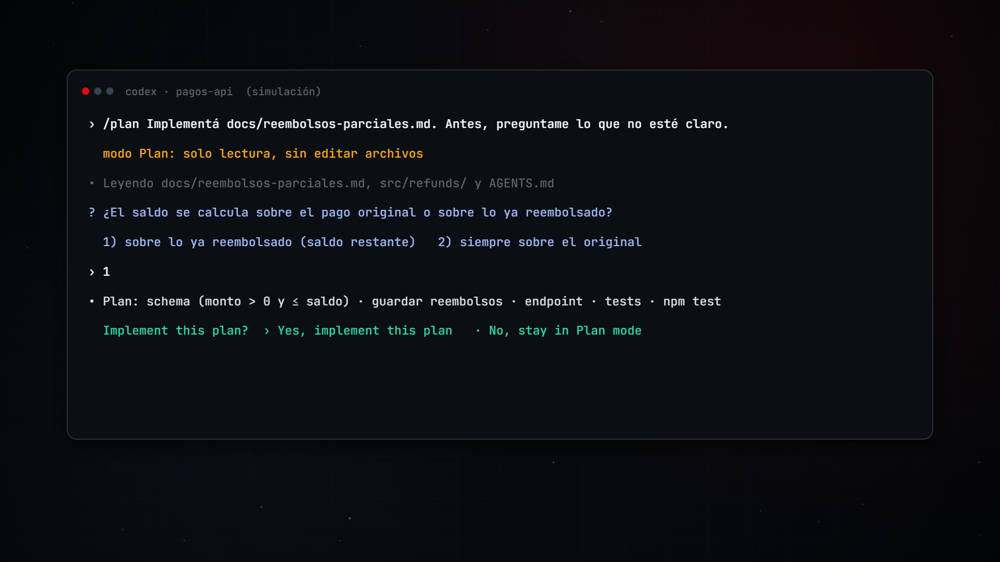 codex · pagos-api (simulación)
› /plan Implementá docs/reembolsos-parciales.md. Antes, preguntame lo que no esté claro.
modo Plan: solo lectura, sin editar archivos
• Leyendo docs/reembolsos-parciales.md, src/refunds/ y AGENTS.md
? ¿El saldo se calcula sobre el pago original o sobre lo ya reembolsado?
1) sobre lo ya reembolsado (saldo restante) 2) siempre sobre el original
› 1
• Plan: schema (monto > 0 y ≤ saldo) · guardar reembolsos · endpoint · tests · npm test
Implement this plan? › Yes, implement this plan · No, stay in Plan mode